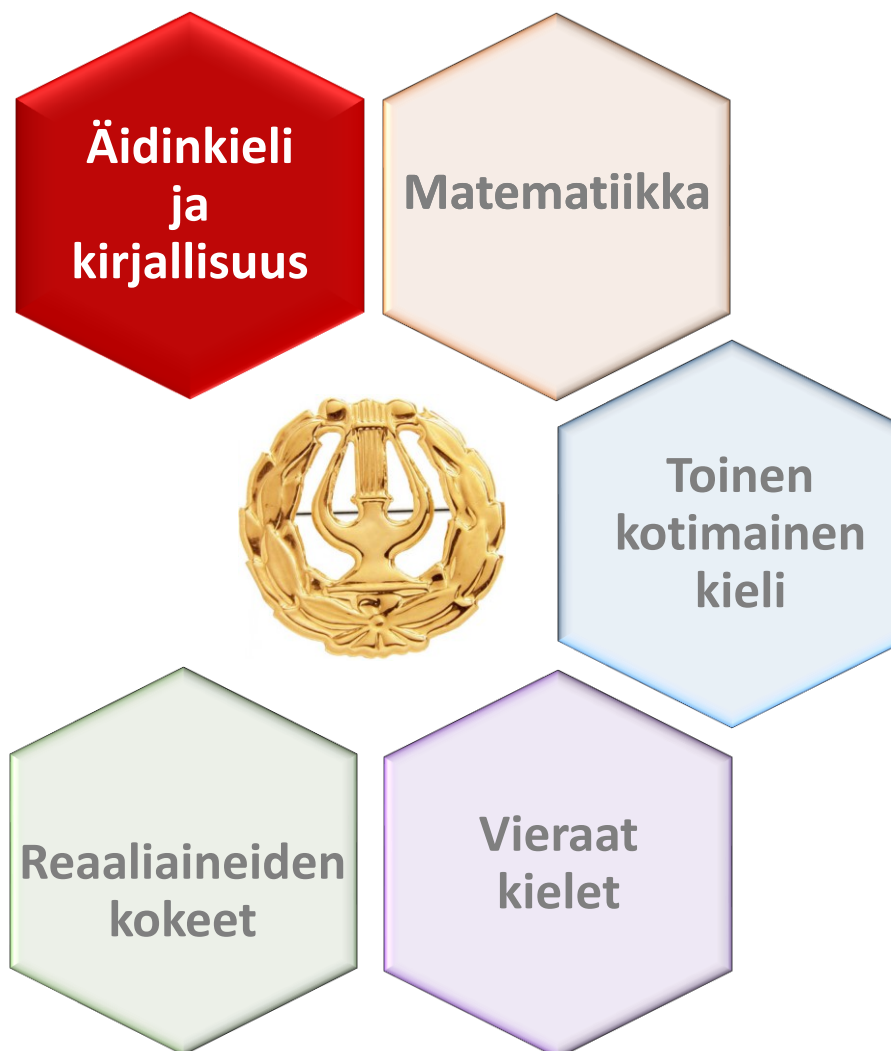 Äidinkieli
ja
kirjallisuus
Matematiikka
Toinen
kotimainen
kieli
Vieraat
kielet
Reaaliaineiden
kokeet